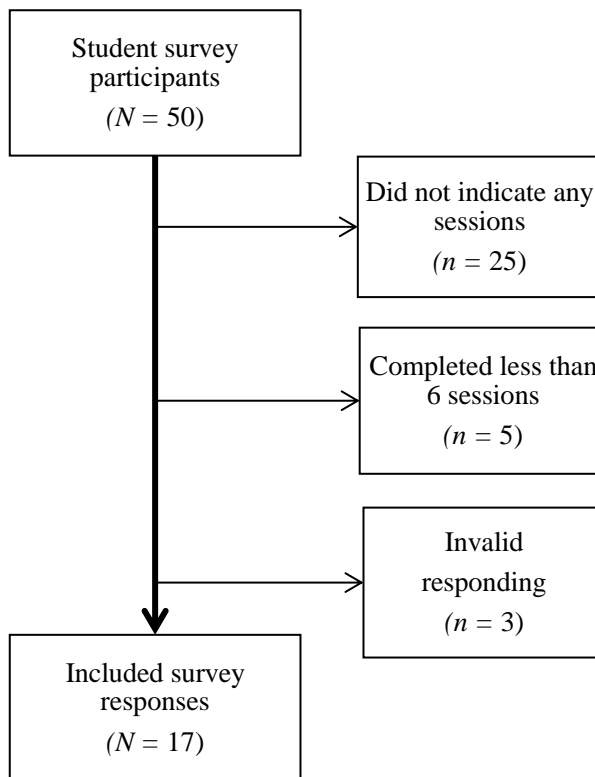 Student survey
participants
(N = 50)
Did not indicate any
sessions
(n = 25)
Completed less than
6 sessions
(n = 5)
Invalid
responding
(n = 3)
Included survey
responses
(N = 17)